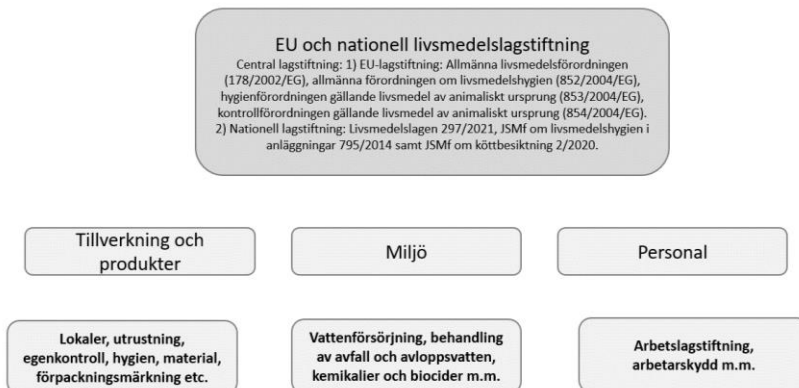 EU och nationell livsmedelslagstiftning
Central lagstiftning: 1) EU-lagstiftning: Allmänna livsmedelsförordningen
(178/2002/EG), allmänna förordningen om livsmedelshygien (852/2004/EG),
hygienförordningen gällande livsmedel av animaliskt ursprung (853/2004/EG),
kontrollförordningen gällande livsmedel av animaliskt ursprung (854/2004/EG).
2) Nationell lagstiftning: Livsmedelslagen 297/2021, JSMf om livsmedelshygien i
anläggningar 795/2014 samt JSMf om köttbesiktning 2/2020.
Tillverkning och
produkter
Miljö
Personal
Lokaler, utrustning,
egenkontroll, hygien, material,
förpackningsmärkning etc.
Vattenförsörjning, behandling
av avfall och avloppsvatten,
kemikalier och biocider m.m.
Arbetslagstiftning,
arbetarskydd m.m.